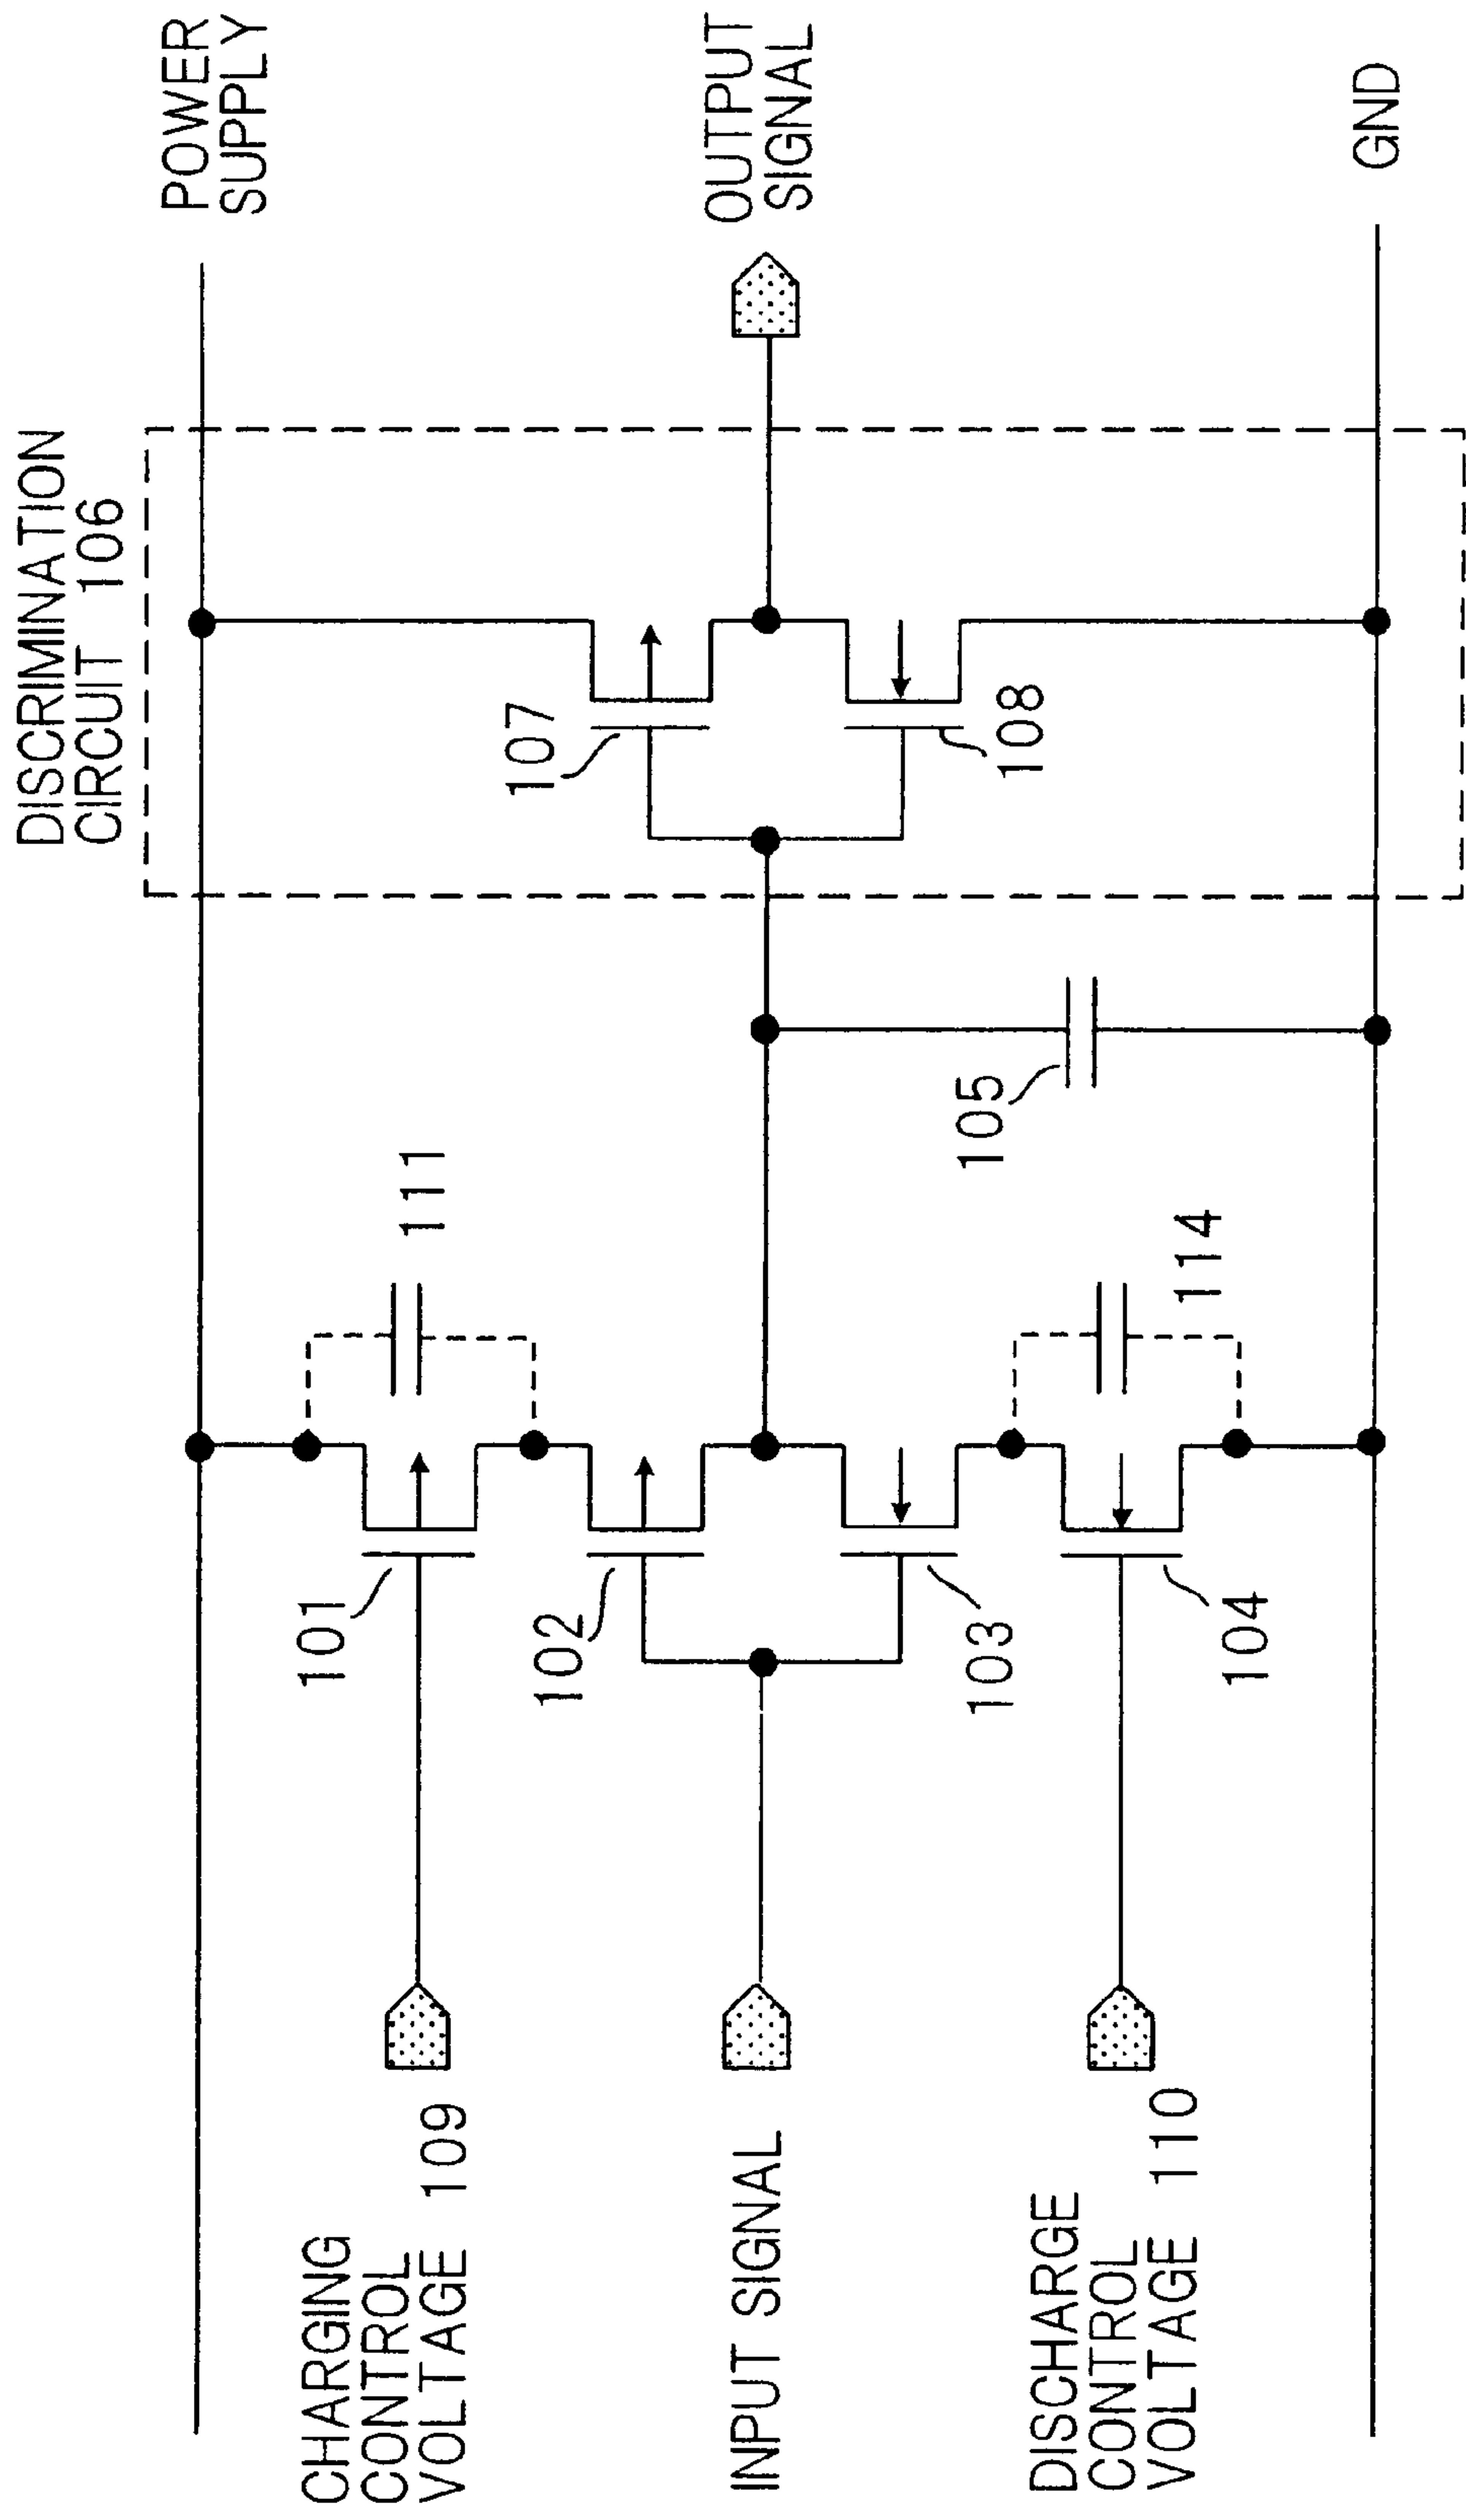 DISCRIMINATION
CIRCUIT 106
POWER
SUPPLY
CHARGING
CONTROL
VOLTAGE 109
101
111
107
102
INPUT SIGNAL
OUTPUT
SIGNAL
105
103
108
DISCHARGE
CONTROL
VOLTAGE 110
114
104
GND